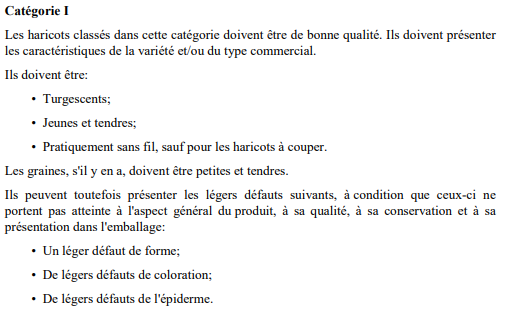 Catégorie I
Les haricots classés dans cette catégorie doivent être de bonne qualité. Ils doivent présenter
les caractéristiques de la variété et/ou du type commercial.
Ils doivent être:
• Turgescents;
• Jeunes et tendres;
• Pratiquement sans fil, sauf pour les haricots à couper.
Les graines, s'il y en a, doivent être petites et tendres.
Ils peuvent toutefois présenter les légers défauts suivants, à condition que ceux-ci ne
portent pas atteinte à l'aspect général du produit, à sa qualité, à sa conservation et à sa
présentation dans l'emballage:
• Un léger défaut de forme;
• De légers défauts de coloration;
• De légers défauts de l'épiderme.